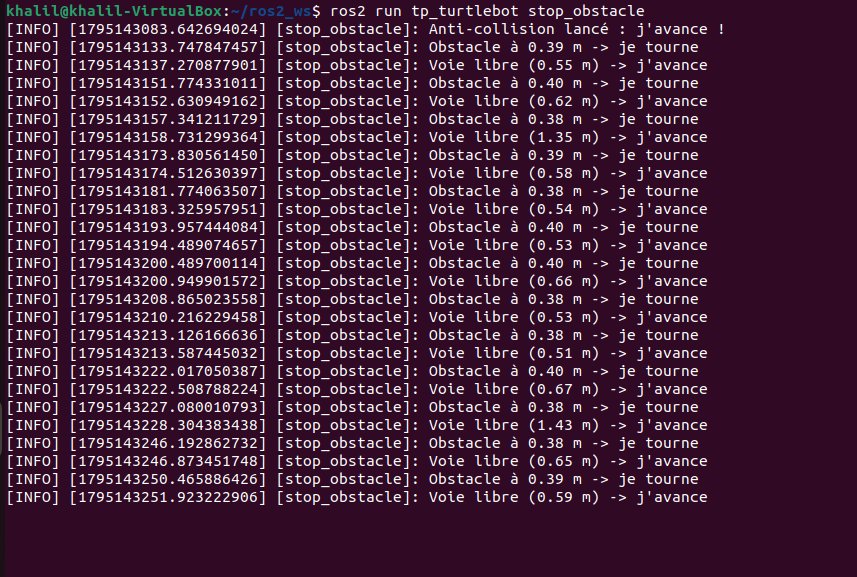 khalil@khalil-VirtualBox:~/ros2_ws$ ros2 run tp_turtlebot stop_obstacle
[INFO] [1795143083.642694024] [stop_obstacle]: Anti-collision lancé : j'avance !
[INFO] [1795143133.747847457] [stop_obstacle]: Obstacle à 0.39 m -> je tourne
[INFO] [1795143137.270877901] [stop_obstacle]: Voie libre (0.55 m) -> j'avance
[INFO] [1795143151.774331011] [stop_obstacle]: Obstacle à 0.40 m -> je tourne
[INFO] [1795143152.630949162] [stop_obstacle]: Voie libre (0.62 m) -> j'avance
[INFO] [1795143157.341211729] [stop_obstacle]: Obstacle à 0.38 m -> je tourne
[INFO] [1795143158.731299364] [stop_obstacle]: Voie libre (1.35 m) -> j'avance
[INFO] [1795143173.830561450] [stop_obstacle]: Obstacle à 0.39 m -> je tourne
[INFO] [1795143174.512630397] [stop_obstacle]: Voie libre (0.58 m) -> j'avance
[INFO] [1795143181.774063507] [stop_obstacle]: Obstacle à 0.38 m -> je tourne
[INFO] [1795143183.325957951] [stop_obstacle]: Voie libre (0.54 m) -> j'avance
[INFO] [1795143193.957444084] [stop_obstacle]: Obstacle à 0.40 m -> je tourne
[INFO] [1795143194.489074657] [stop_obstacle]: Voie libre (0.53 m) -> j'avance
[INFO] [1795143200.489700114] [stop_obstacle]: Obstacle à 0.40 m -> je tourne
[INFO] [1795143200.949901572] [stop_obstacle]: Voie libre (0.66 m) -> j'avance
[INFO] [1795143208.865023558] [stop_obstacle]: Obstacle à 0.38 m -> je tourne
[INFO] [1795143210.216229458] [stop_obstacle]: Voie libre (0.53 m) -> j'avance
[INFO] [1795143213.126166636] [stop_obstacle]: Obstacle à 0.38 m -> je tourne
[INFO] [1795143213.587445032] [stop_obstacle]: Voie libre (0.51 m) -> j'avance
[INFO] [1795143222.017050387] [stop_obstacle]: Obstacle à 0.40 m -> je tourne
[INFO] [1795143222.508788224] [stop_obstacle]: Voie libre (0.67 m) -> j'avance
[INFO] [1795143227.080010793] [stop_obstacle]: Obstacle à 0.38 m -> je tourne
[INFO] [1795143228.304383438] [stop_obstacle]: Voie libre (1.43 m) -> j'avance
[INFO] [1795143246.192862732] [stop_obstacle]: Obstacle à 0.38 m -> je tourne
[INFO] [1795143246.873451748] [stop_obstacle]: Voie libre (0.65 m) -> j'avance
[INFO] [1795143250.465886426] [stop_obstacle]: Obstacle à 0.39 m -> je tourne
[INFO] [1795143251.923222906] [stop_obstacle]: Voie libre (0.59 m) -> j'avance